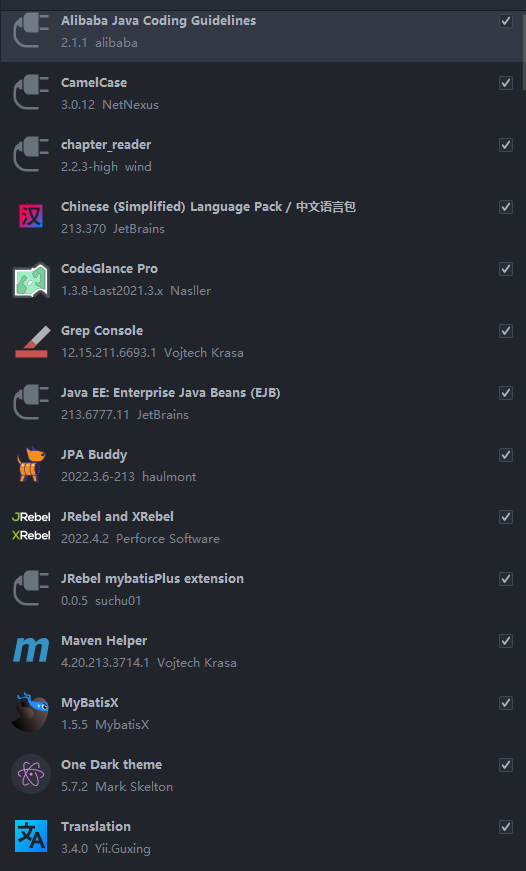 Alibaba Java Coding Guidelines
2.1.1 alibaba
CamelCase
3.0.12 NetNexus
chapter_reader
2.2.3-high wind
汉
Chinese (Simplified) Language Pack / 中文语言包
213.370 JetBrains
CodeGlance Pro
1.3.8-Last2021.3.x Nasller
Grep Console
12.15.211.6693.1 Vojtech Krasa
Java EE: Enterprise Java Beans (EJB)
213.6777.11 JetBrains
JPA Buddy
2022.3.6-213 haulmont
JRebel
XRebel
JRebel and XRebel
2022.4.2 Perforce Software
JRebel mybatisPlus extension
0.0.5 suchu01
m
Maven Helper
4.20.213.3714.1 Vojtech Krasa
MyBatisX
1.5.5 MybatisX
One Dark theme
5.7.2 Mark Skelton
文A
Translation
3.4.0 Yii.Guxing